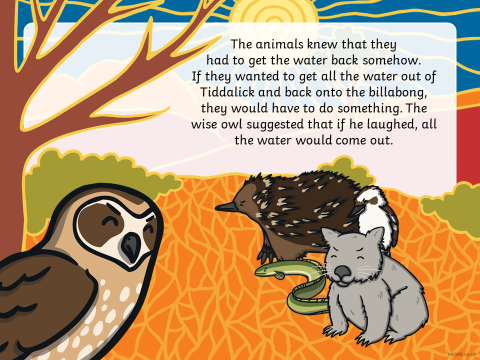 The animals knew that they
had to get the water back somehow.
If they wanted to get all the water out of
Tiddalick and back onto the billabong,
they would have to do something. The
wise owl suggested that if he laughed, all
the water would come out.